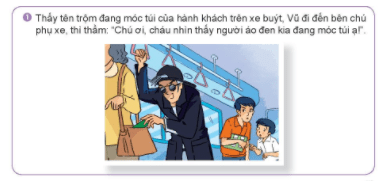 1 Thấy tên trộm đang móc túi của hành khách trên xe buýt, Vũ đi đến bên chú
phụ xe, thì thầm: "Chú ơi, cháu nhìn thấy người áo đen kia đang móc túi ạ!".